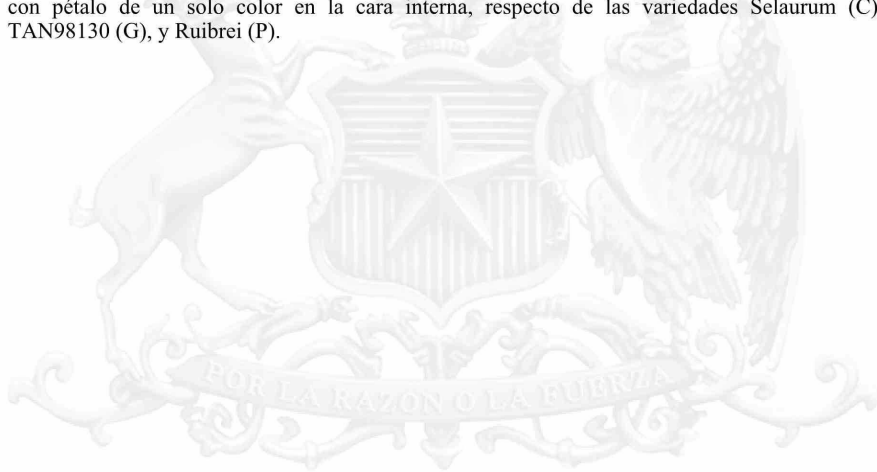 con pétalo de un solo color en la cara interna, respecto de las variedades Selaurum (C)
TAN98130 (G), y Ruibrei (P).
POR LA RAZÓN O LA FUERZA